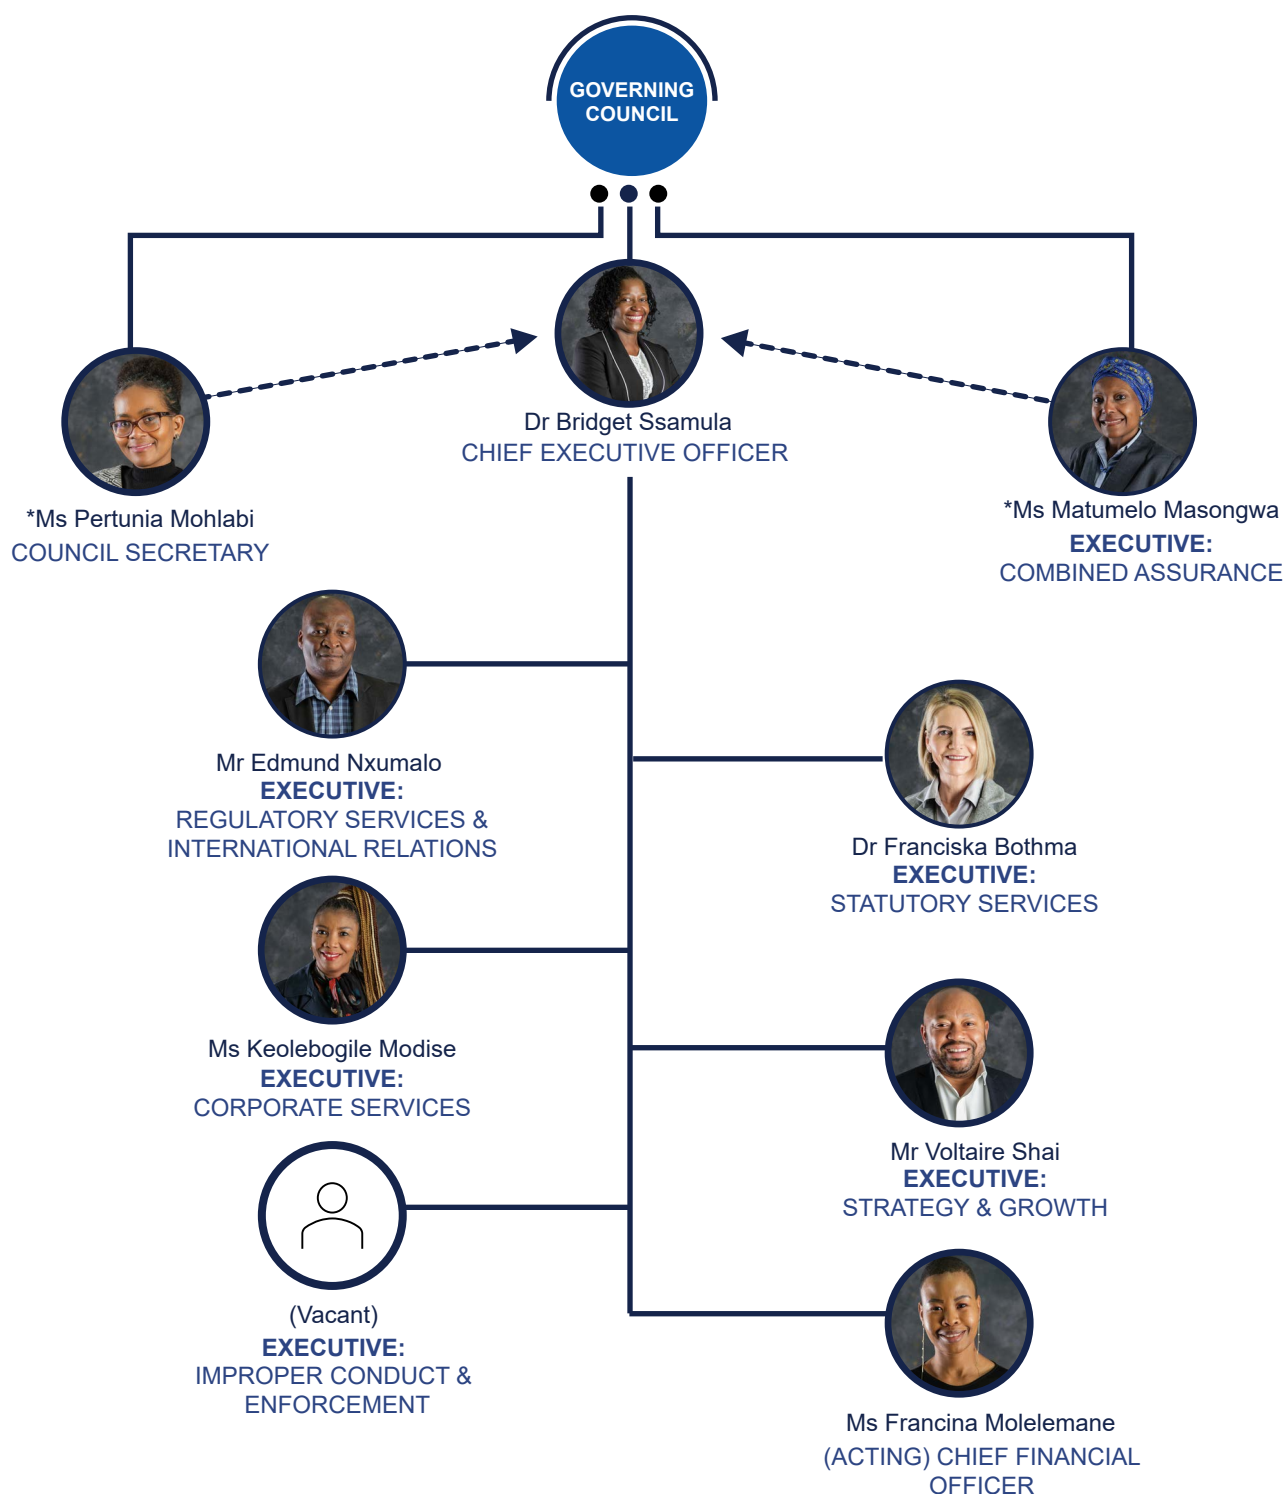 GOVERNING
COUNCIL
Dr Bridget Ssamula
CHIEF EXECUTIVE OFFICER
*Ms Pertunia Mohlabi
COUNCIL SECRETARY
*Ms Matumelo Masongwa
EXECUTIVE:
COMBINED ASSURANCE
Mr Edmund Nxumalo
EXECUTIVE:
REGULATORY SERVICES &
INTERNATIONAL RELATIONS
Dr Franciska Bothma
EXECUTIVE:
STATUTORY SERVICES
Ms Keolebogile Modise
EXECUTIVE:
CORPORATE SERVICES
Mr Voltaire Shai
EXECUTIVE:
STRATEGY & GROWTH
(Vacant)
EXECUTIVE:
IMPROPER CONDUCT &
ENFORCEMENT
Ms Francina Molelemane
(ACTING) CHIEF FINANCIAL
OFFICER